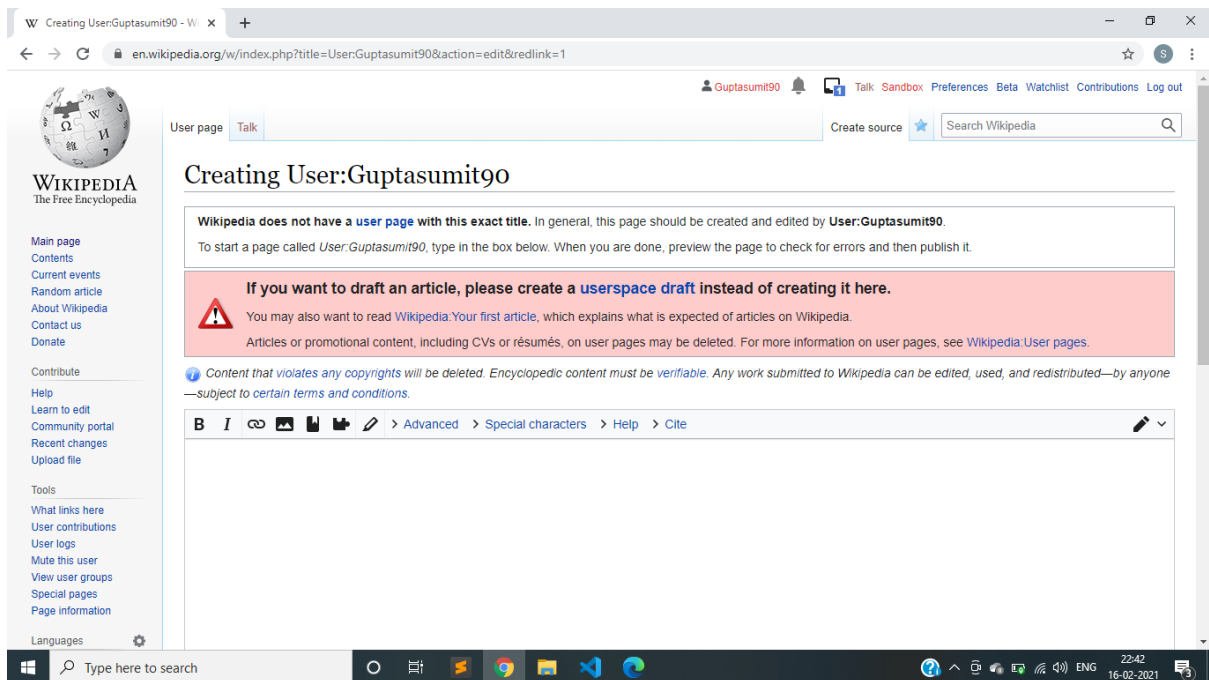 Creating User:Guptasumit90 - Wi
en.wikipedia.org/w/index.php?title=User:Guptasumit90&action=edit&redlink=1
S
Guptasumit90 1 Talk Sandbox Preferences Beta Watchlist Contributions Log out
User page Talk Create source Search Wikipedia
WIKIPEDIA
The Free Encyclopedia
Main page
Contents
Current events
Random article
About Wikipedia
Contact us
Donate
Contribute
Help
Learn to edit
Community portal
Recent changes
Upload file
Tools
What links here
User contributions
User logs
Mute this user
View user groups
Special pages
Page information
Languages
Creating User:Guptasumit90
Wikipedia does not have a user page with this exact title. In general, this page should be created and edited by User:Guptasumit90.
To start a page called User:Guptasumit90, type in the box below. When you are done, preview the page to check for errors and then publish it.
If you want to draft an article, please create a userspace draft instead of creating it here.
You may also want to read Wikipedia:Your first article, which explains what is expected of articles on Wikipedia.
Articles or promotional content, including CVs or résumés, on user pages may be deleted. For more information on user pages, see Wikipedia:User pages.
Content that violates any copyrights will be deleted. Encyclopedic content must be verifiable. Any work submitted to Wikipedia can be edited, used, and redistributed—by anyone
—subject to certain terms and conditions.
B I Advanced Special characters Help Cite
Type here to search
ENG
22:42
16-02-2021
3